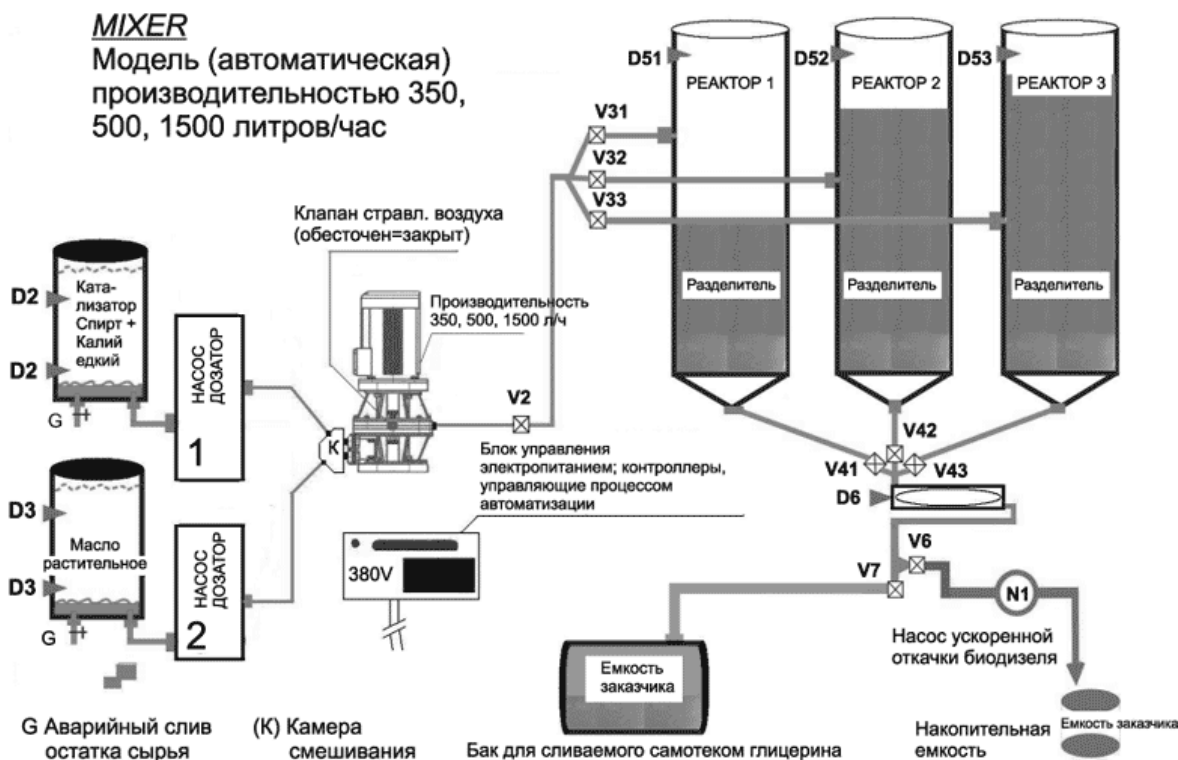 MIXER
Модель (автоматическая)
производительностью 350,
500, 1500 литров/час
D51
РЕАКТОР 1
D52
РЕАКТОР 2
D53
РЕАКТОР 3
V31
V32
V33
Клапан стравл. воздуха
(обесточен=закрыт)
Разделитель
Разделитель
Разделитель
D2
D2
Ката-
лизатор
Спирт +
Калий
едкий
G
НАСОС
ДОЗАТОР
1
Производительность
350, 500, 1500 л/ч
V2
К
V42
V41
V43
D6
Блок управления
электропитанием; контроллеры,
управляющие процессом
автоматизации
D3
D3
Масло
растительное
G
НАСОС
ДОЗАТОР
2
380V
V6
V7
N1
Насос ускоренной
откачки биодизеля
Емкость
заказчика
Емкость заказчика
G Аварийный слив
остатка сырья
(К) Камера
смешивания
Бак для сливаемого самотеком глицерина
Накопительная
емкость